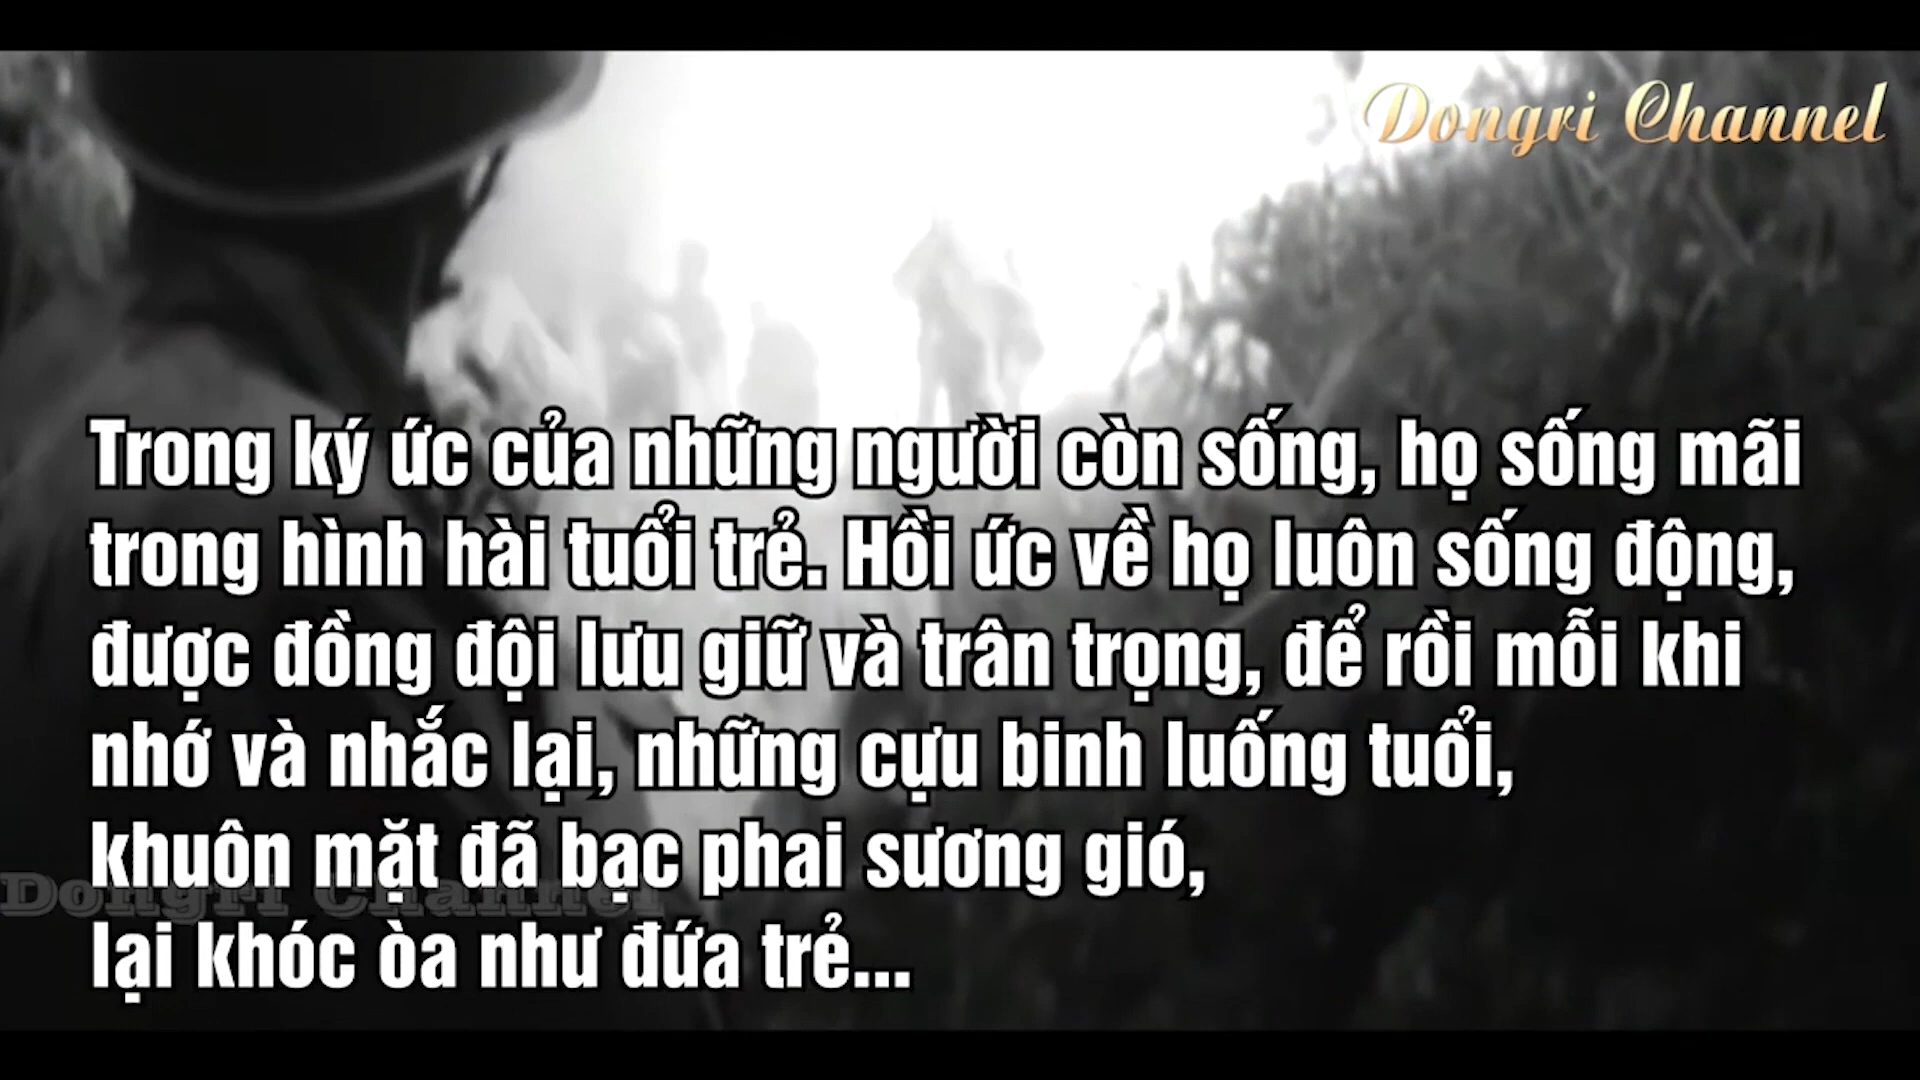 Dongri Channel
Trong ký ức của những người còn sống, họ sống mãi
trong hình hài tuổi trẻ. Hồi ức về họ luôn sống động,
được đồng đội lưu giữ và trân trọng, để rồi mỗi khi
nhớ và nhắc lại, những cựu binh luống tuổi,
khuôn mặt đã bạc phai sương gió,
Dongri Channel
lại khóc òa như đứa trẻ...